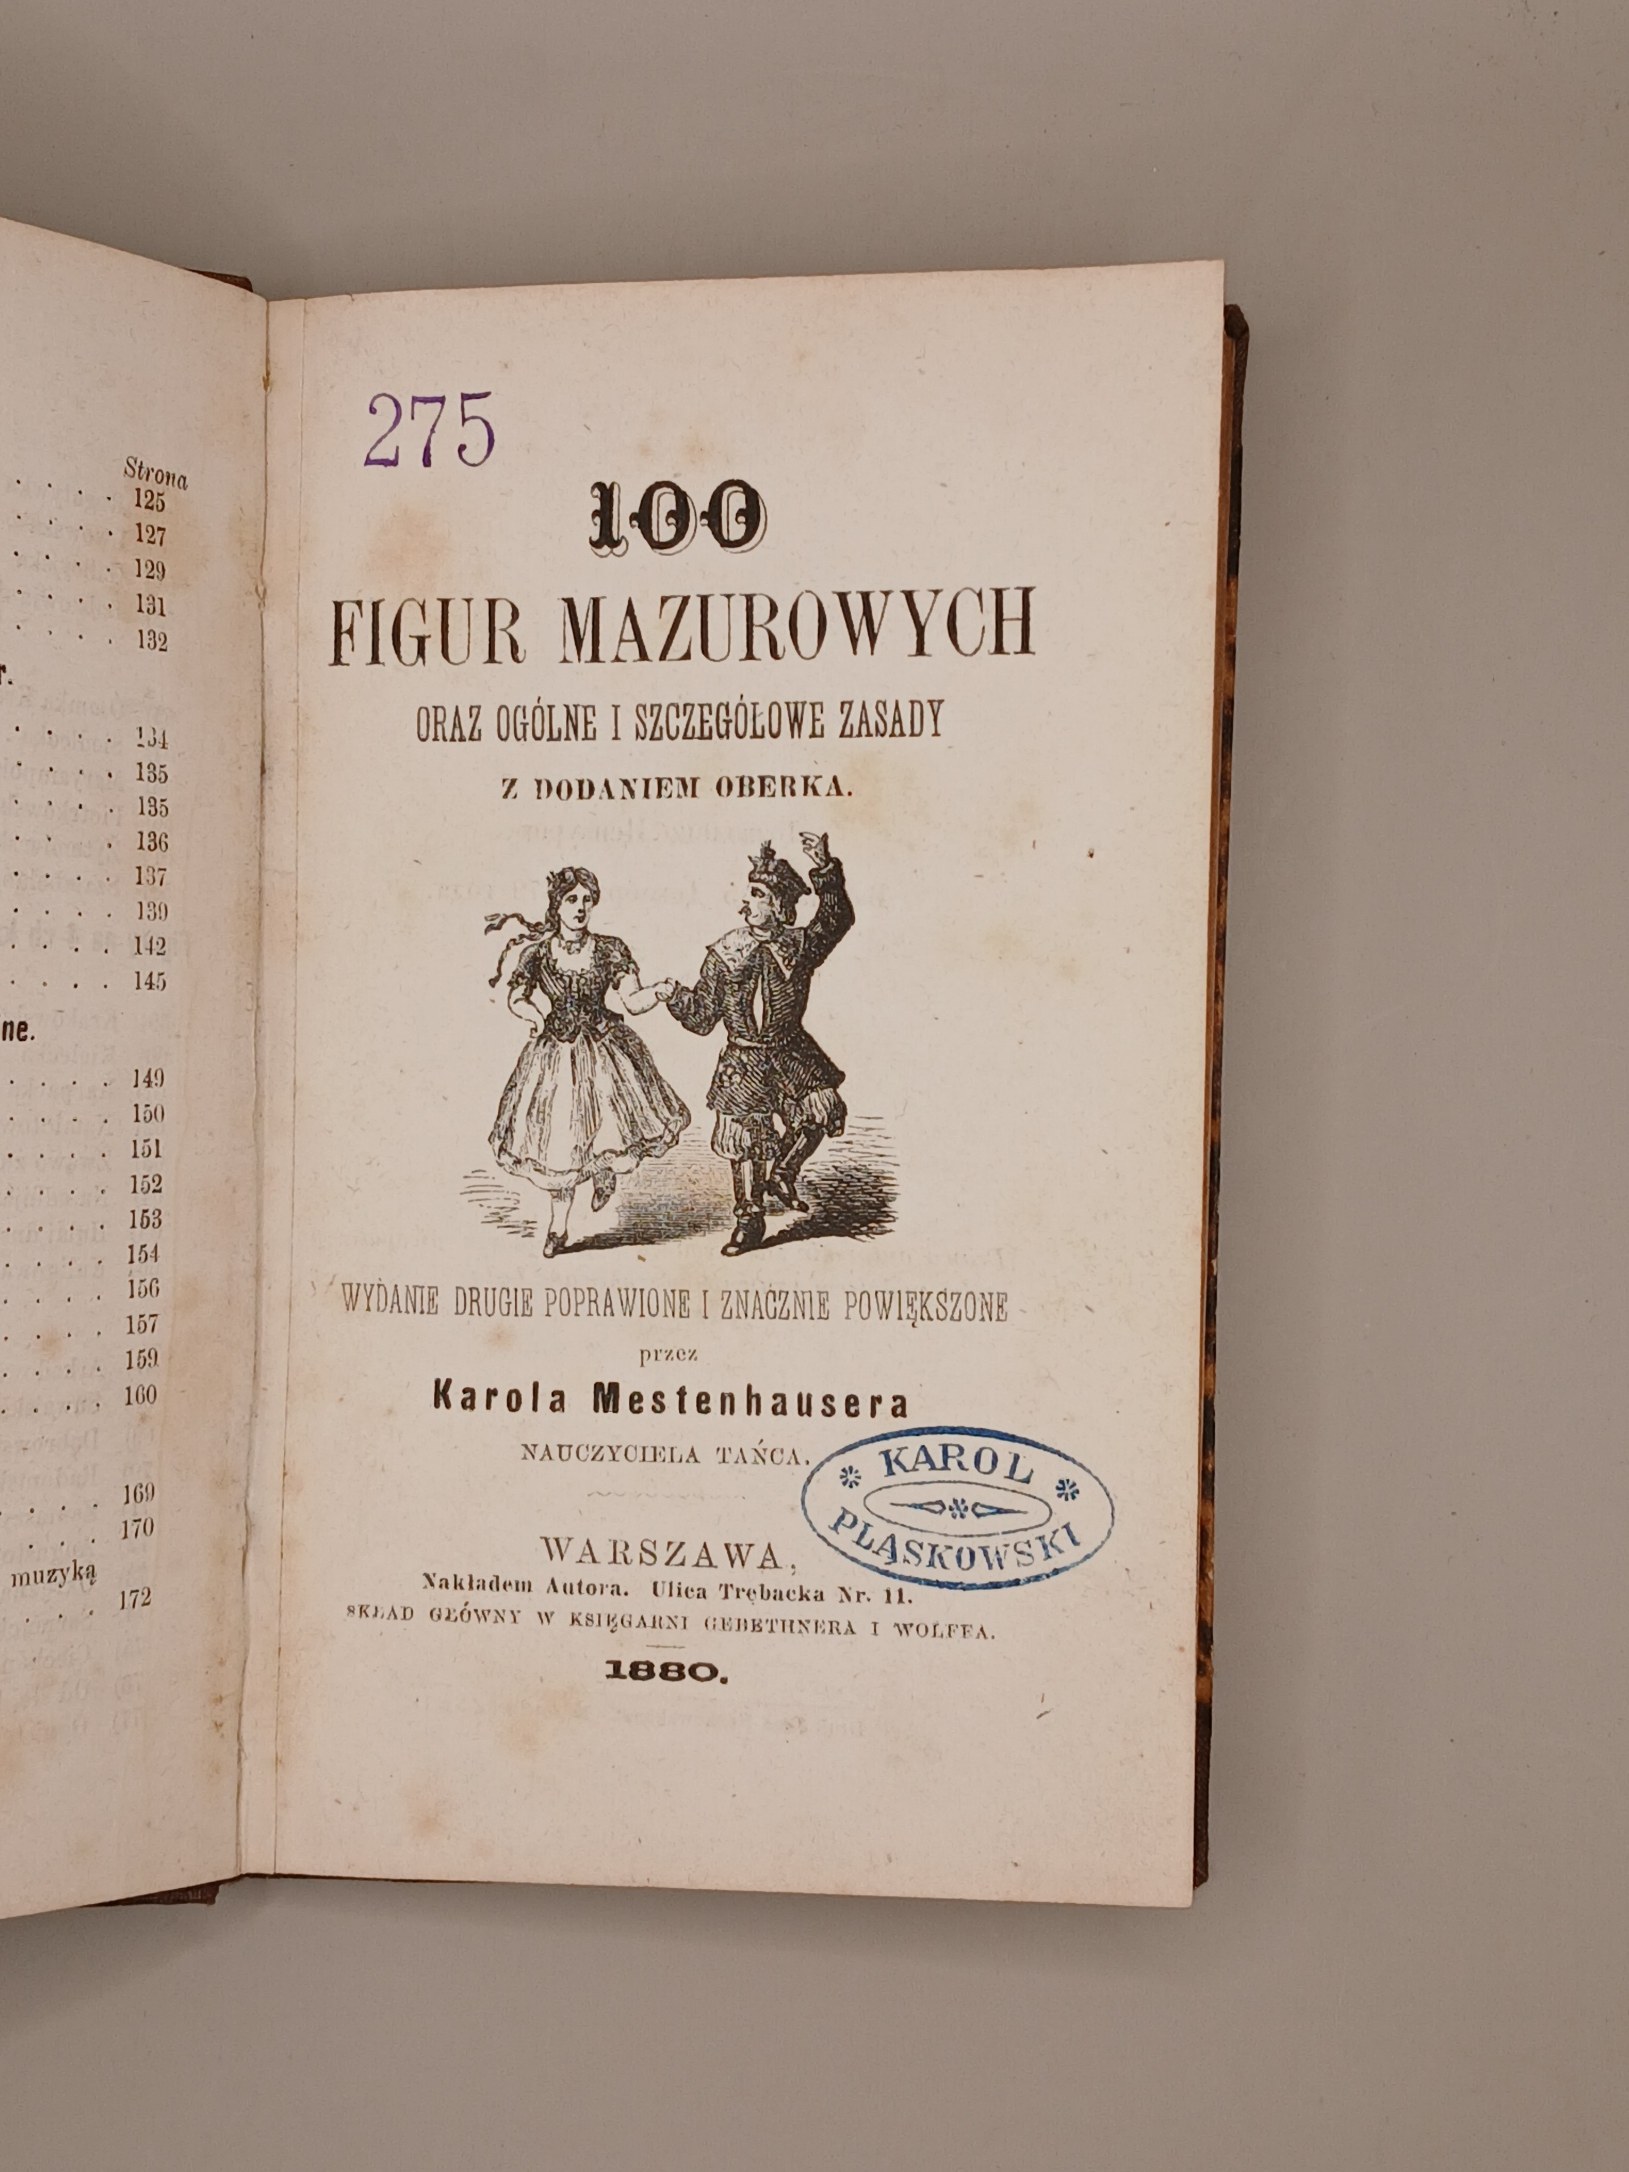 Strona
125
127
129
131
132
r.
134
135
135
136
137
139
142
145
ne.
149
150
151
152
153
154
156
157
159
160
169
170
muzyką
172
275
100
FIGUR MAZUROWYCH
ORAZ OGÓLNE I SZCZEGÓŁOWE ZASADY
Z DODANIEM OBERKA.
WYDANIE DRUGIE POPRAWIONE I ZNACZNIE POWIĘKSZONE
przez
Karola Mestenhausera
NAUCZYCIELA TAŃCA.
KAROL
PLASKOWSKI
WARSZAWA,
Nakładem Autora. Ulica Trębacka Nr. 11.
SKŁAD GŁÓWNY W KSIĘGARNI GEBETHNERA I WOLFFA.
1880.